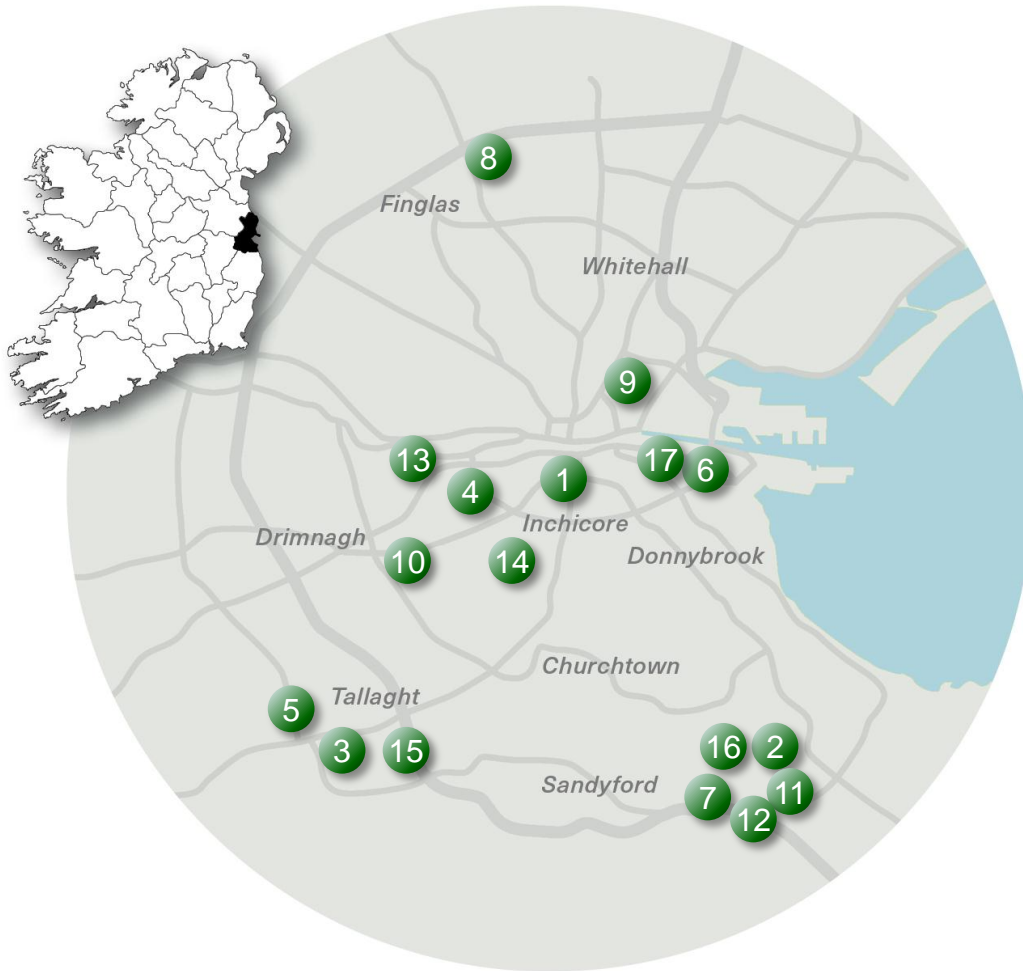 8
Finglas
Whitehall
9
13
4
1
17
6
Inchicore
Drimnagh
10
14
Donnybrook
Churchtown
Tallaght
5
3
15
16
2
Sandyford
7
11
12